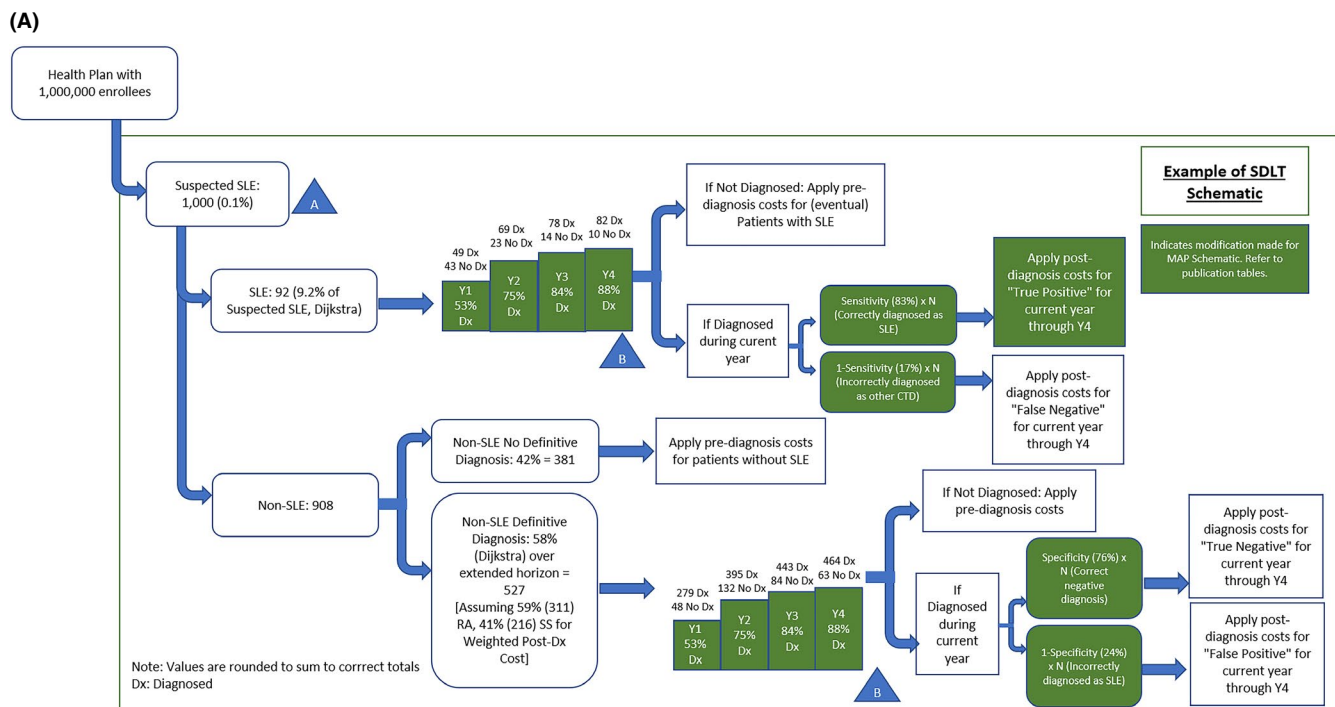 (A)
Health Plan with
1,000,000 enrollees
Suspected SLE:
1,000 (0.1%)
A
SLE: 92 (9.2% of
Suspected SLE, Dijkstra)
49 Dx
43 No Dx
69 Dx
23 No Dx
78 Dx
14 No Dx
82 Dx
10 No Dx
Y1
53%
Dx
Y2
75%
Dx
Y3
84%
Dx
Y4
88%
Dx
B
If Not Diagnosed: Apply pre-
diagnosis costs for (eventual)
Patients with SLE
If Diagnosed
during curent
year
Sensitivity (83%) x N
(Correctly diagnosed as
SLE)
1-Sensitivity (17%) x N
(Incorrectly diagnosed
as other CTD)
Apply post-
diagnosis costs for
"True Positive" for
current year
through Y4
Apply post-
diagnosis costs for
"False Negative"
for current year
through Y4
Example of SDLT
Schematic
Indicates modification made for
MAP Schematic. Refer to
publication tables.
Non-SLE: 908
Non-SLE No Definitive
Diagnosis: 42% = 381
Apply pre-diagnosis costs
for patients without SLE
Non-SLE Definitive
Diagnosis: 58%
(Dijkstra) over
extended horizon =
527
[Assuming 59% (311)
RA, 41% (216) SS for
Weighted Post-Dx
Cost]
279 Dx
48 No Dx
395 Dx
132 No Dx
443 Dx
84 No Dx
464 Dx
63 No Dx
Y1
53%
Dx
Y2
75%
Dx
Y3
84%
Dx
Y4
88%
Dx
B
If Not Diagnosed: Apply
pre-diagnosis costs
If
Diagnosed
during
current
year
Specificity (76%) x
N (Correct
negative
diagnosis)
1-Specificity (24%)
x N (Incorrectly
diagnosed as SLE)
Apply post-
diagnosis costs for
"True Negative" for
current year
through Y4
Apply post-
diagnosis costs for
"False Positive" for
current year
through Y4
Note: Values are rounded to sum to corrrect totals
Dx: Diagnosed